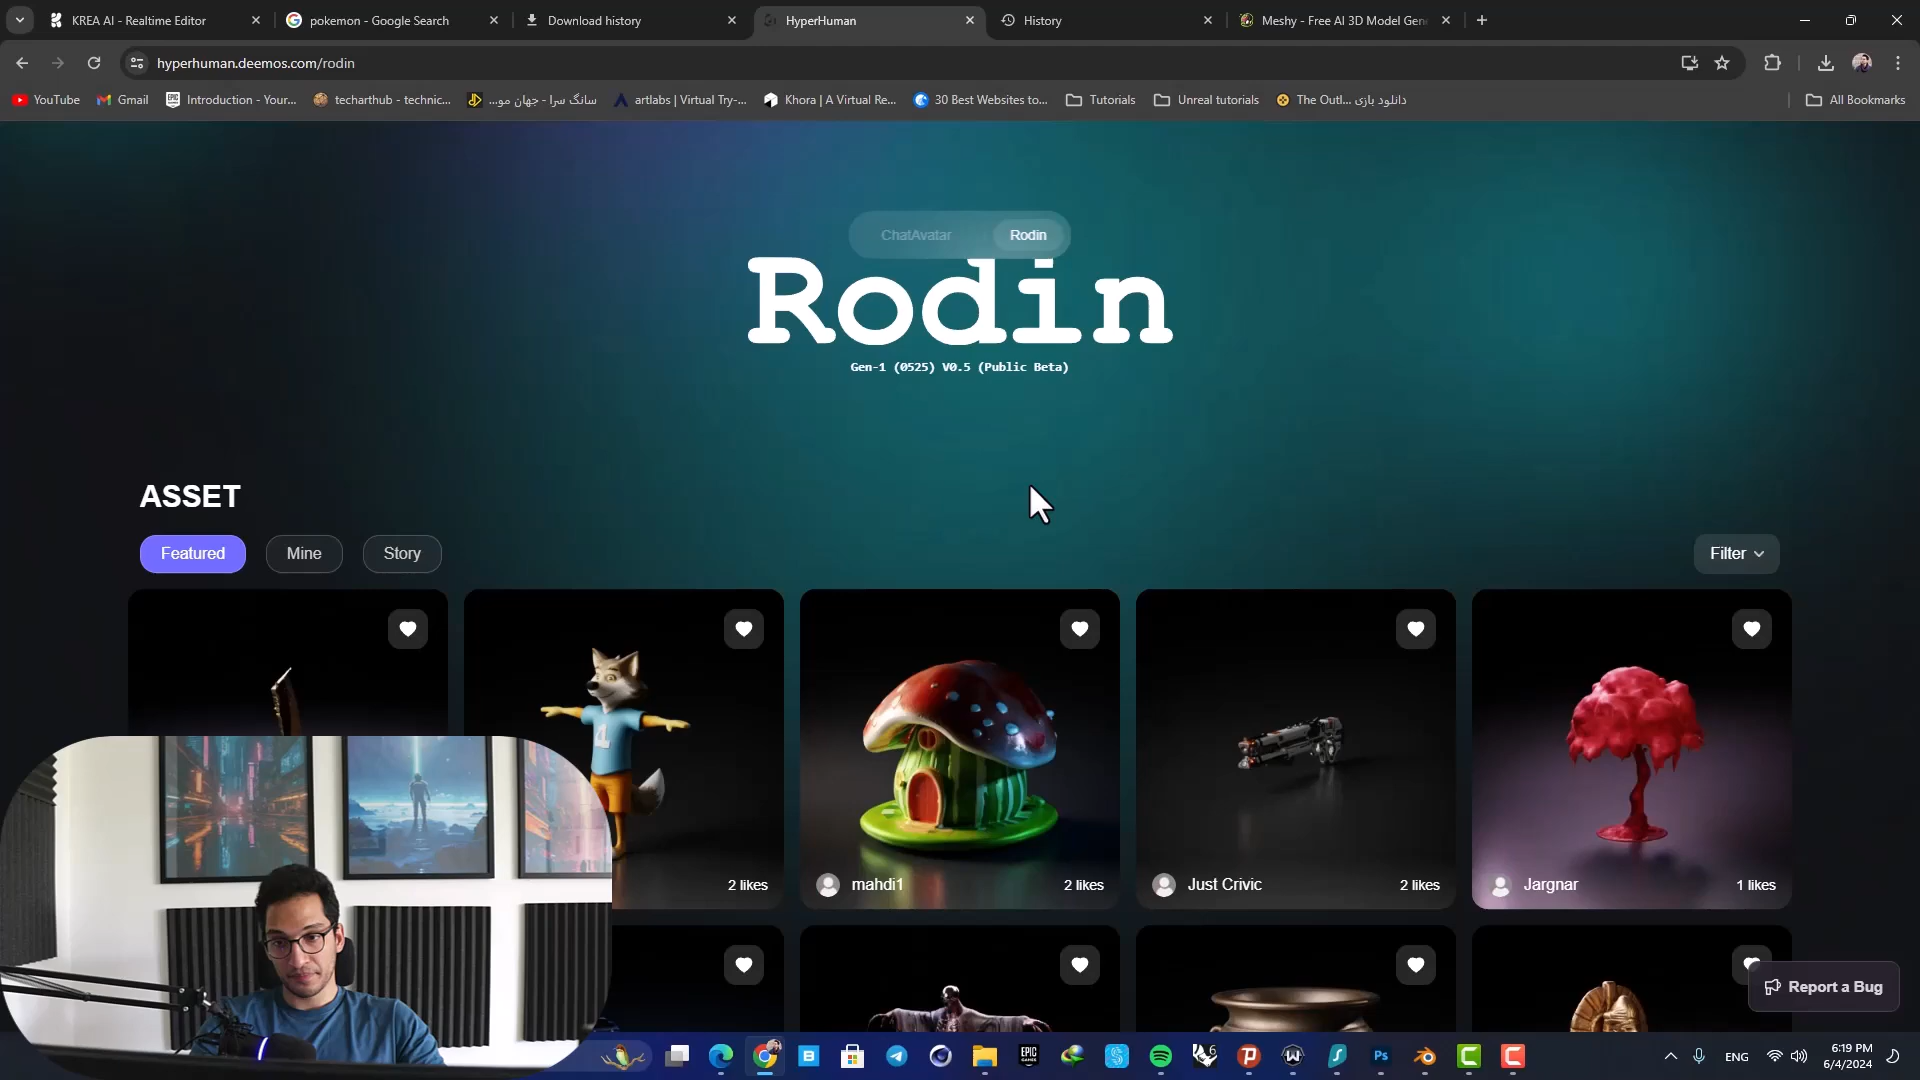 KREA AI - Realtime Editor
pokemon - Google Search
Download history
HyperHuman
History
Meshy - Free AI 3D Model Gen
hyperhuman.deemos.com/rodin
YouTube
Gmail
Introduction - Your...
techarthub - technic...
سانگ سرا - جهان مو...
artlabs | Virtual Try-...
Khora | A Virtual Re...
30 Best Websites to...
Tutorials
Unreal tutorials
The Outl... دانلود بازی
All Bookmarks
ChatAvatar
Rodin
Rodin
Gen-1 (0525) V0.5 (Public Beta)
ASSET
Featured
Mine
Story
Filter
2 likes
mahdi1
2 likes
Just Crivic
2 likes
Jargnar
1 likes
Report a Bug
ENG
6:19 PM
6/4/2024